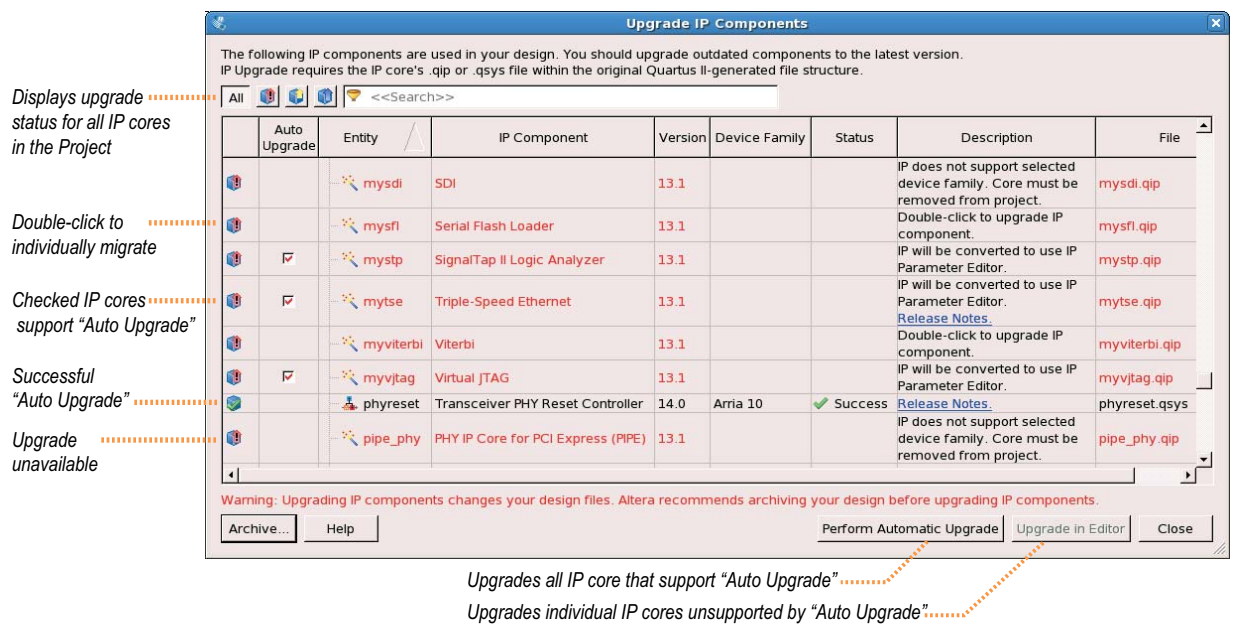 Upgrade IP Components
The following IP components are used in your design. You should upgrade outdated components to the latest version.
IP Upgrade requires the IP core's .qip or .qsys file within the original Quartus II-generated file structure.
Displays upgrade
status for all IP cores
in the Project
All <<Search>>
Auto Upgrade Entity IP Component Version Device Family Status Description File
mysdi SDI 13.1 IP does not support selected
device family. Core must be
removed from project. mysdi.qip
Double-click to
individually migrate
mysfl Serial Flash Loader 13.1 Double-click to upgrade IP
component. mysfl.qip
mystp SignalTap II Logic Analyzer 13.1 IP will be converted to use IP
Parameter Editor. mystp.qip
Checked IP cores
support “Auto Upgrade”
mytse Triple-Speed Ethernet 13.1 IP will be converted to use IP
Parameter Editor. mytse.qip
Release Notes.
myviterbi Viterbi 13.1 Double-click to upgrade IP
component. myviterbi.qip
myvjtag Virtual JTAG 13.1 IP will be converted to use IP
Parameter Editor. myvjtag.qip
Successful
“Auto Upgrade”
phyreset Transceiver PHY Reset Controller 14.0 Arria 10 Success Release Notes. phyreset.qsys
Upgrade
unavailable
pipe_phy PHY IP Core for PCI Express (PIPE) 13.1 IP does not support selected
device family. Core must be
removed from project. pipe_phy.qip
Warning: Upgrading IP components changes your design files. Altera recommends archiving your design before upgrading IP components.
Archive... Help Perform Automatic Upgrade Upgrade in Editor Close
Upgrades all IP core that support “Auto Upgrade”
Upgrades individual IP cores unsupported by “Auto Upgrade”